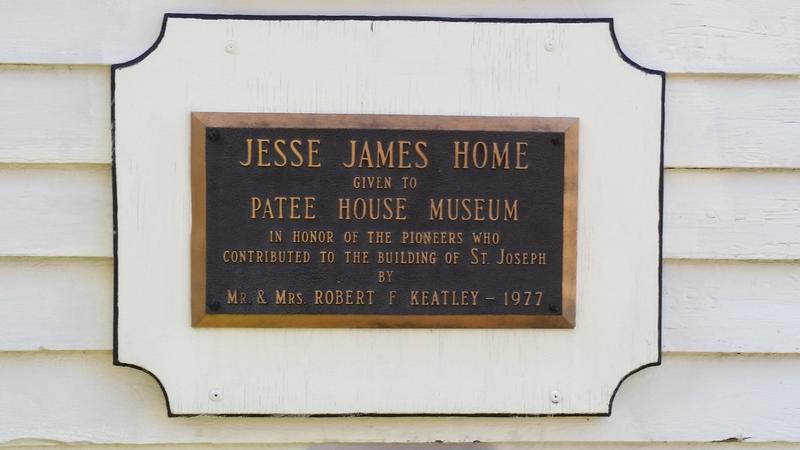 JESSE JAMES HOME
GIVEN TO
PATEE HOUSE MUSEUM
IN HONOR OF THE PIONEERS WHO
CONTRIBUTED TO THE BUILDING OF ST. JOSEPH
BY
MR & MRS. ROBERT F KEATLEY – 1977